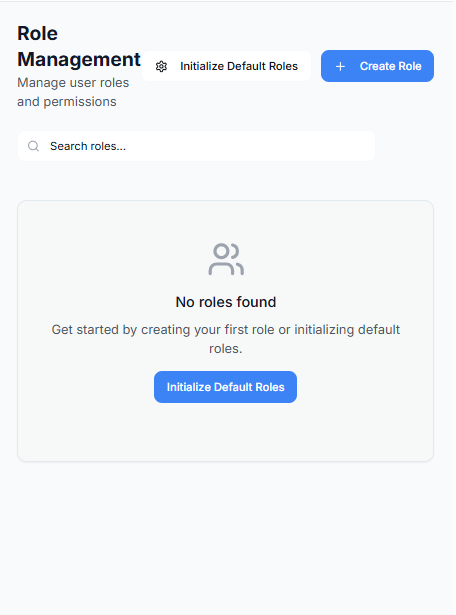 Role
Management
Manage user roles
and permissions
Initialize Default Roles
Create Role
Search roles...
No roles found
Get started by creating your first role or initializing default
roles.
Initialize Default Roles